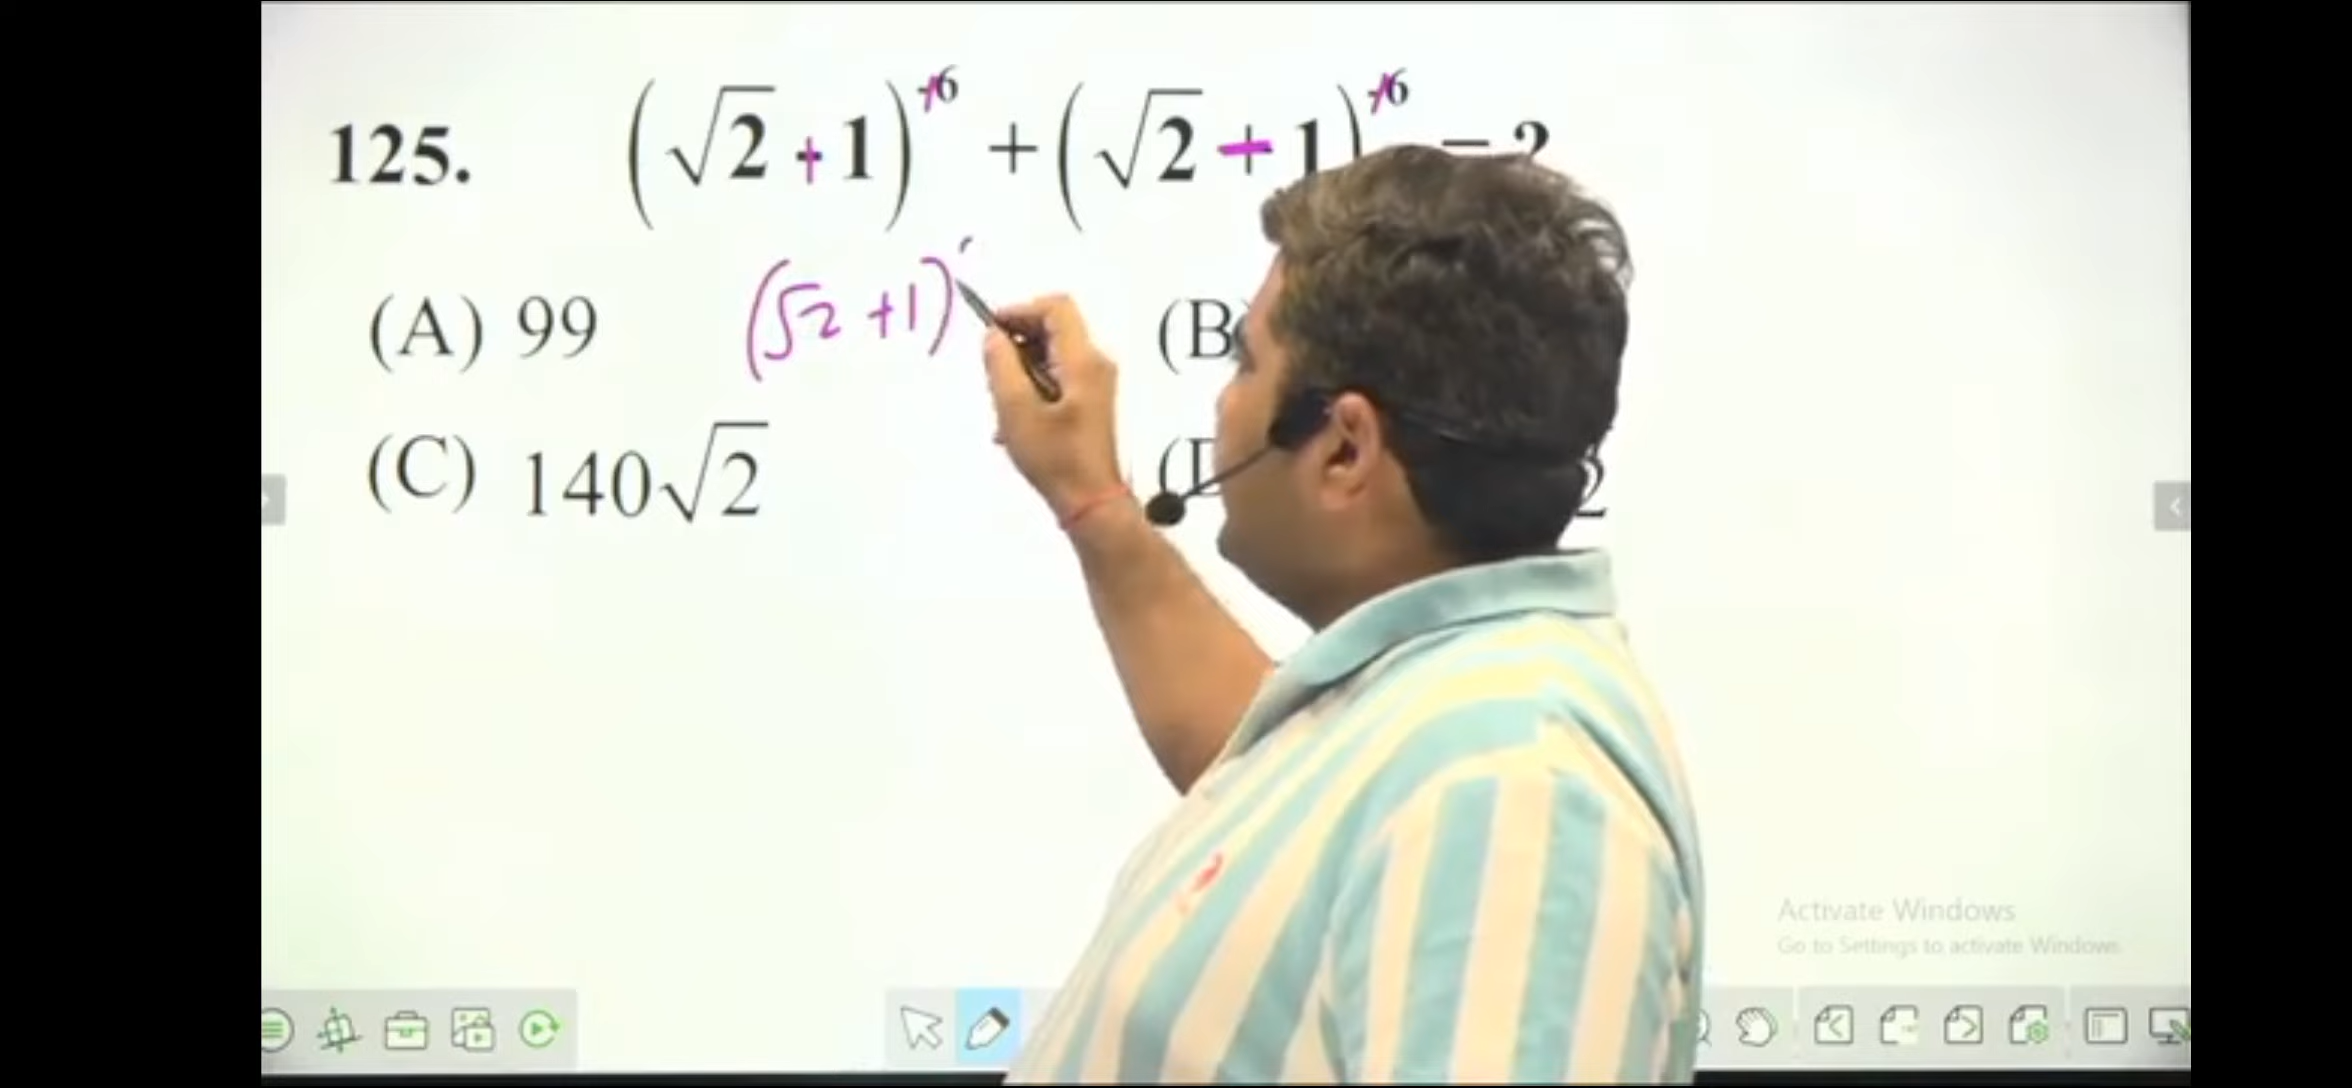 125. (√2 + 1)⁻⁶ + (√2 − 1)⁻⁶ = ?
(A) 99 (√2 +1) (B)
(C) 140√2 (D 2
Activate Windows
Go to Settings to activate Windows.